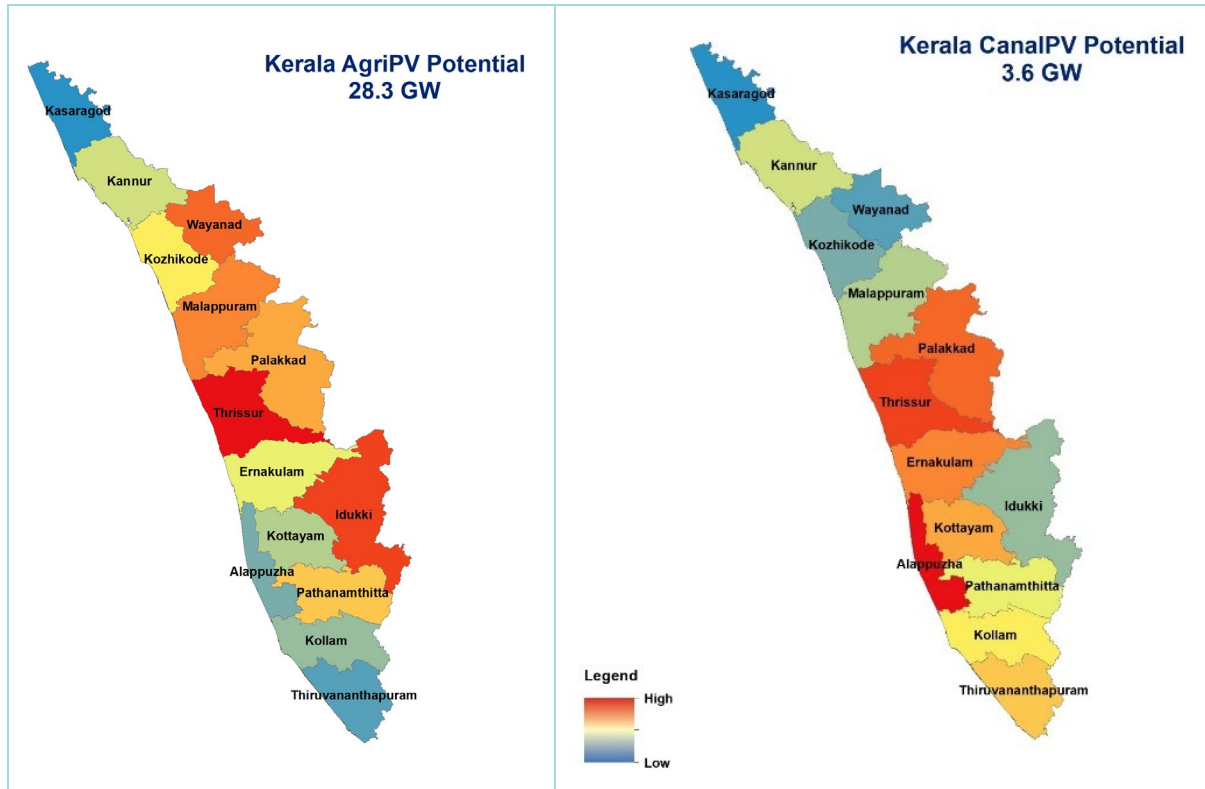 Kerala AgriPV Potential
28.3 GW
Kasaragod
Kannur
Wayanad
Kozhikode
Malappuram
Palakkad
Thrissur
Ernakulam
Idukki
Kottayam
Alappuzha
Pathanamthitta
Kollam
Thiruvananthapuram
Kerala CanalPV Potential
3.6 GW
Kasaragod
Kannur
Wayanad
Kozhikode
Malappuram
Palakkad
Thrissur
Ernakulam
Idukki
Kottayam
Alappuzha
Pathanamthitta
Kollam
Thiruvananthapuram
Legend
High
Low